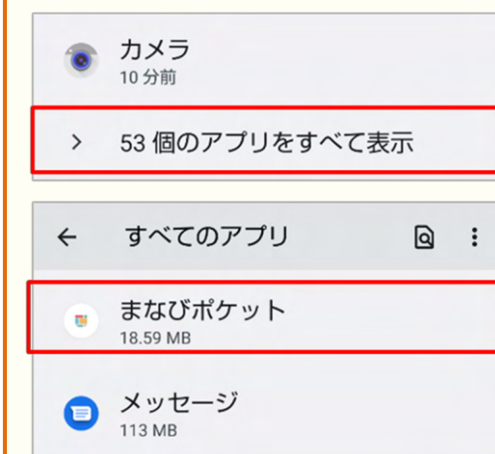 カメラ
10 分前
53 個のアプリをすべて表示
すべてのアプリ
まなびポケット
18.59 MB
メッセージ
113 MB